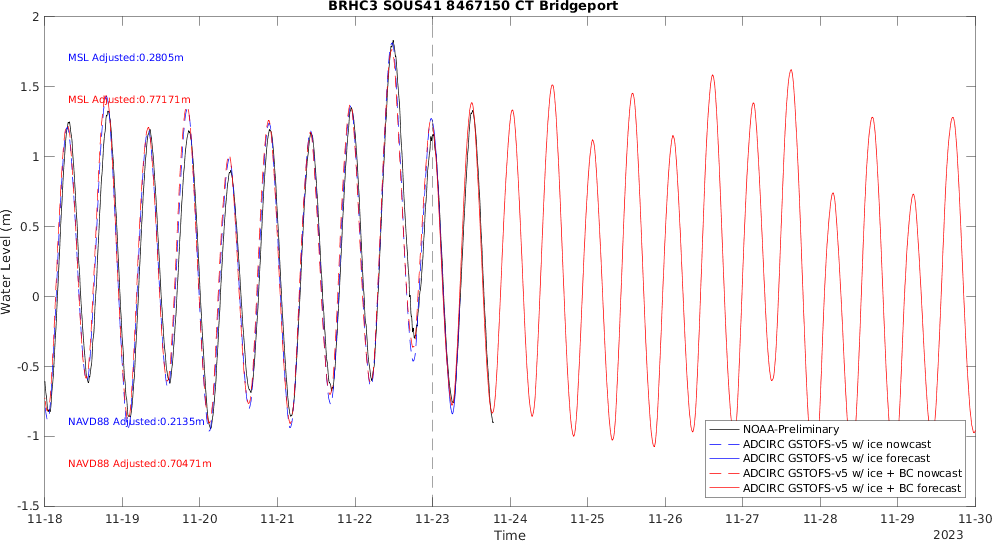 BRHC3 SOUS41 8467150 CT Bridgeport
2
1.5
1
0.5
0
-0.5
-1
-1.5
Water Level (m)
MSL Adjusted:0.2805m
MSL Adjusted:0.77171m
NAVD88 Adjusted:0.2135m
NAVD88 Adjusted:0.70471m
NOAA-Preliminary
ADCIRC GSTOFS-v5 w/ ice nowcast
ADCIRC GSTOFS-v5 w/ ice forecast
ADCIRC GSTOFS-v5 w/ ice + BC nowcast
ADCIRC GSTOFS-v5 w/ ice + BC forecast
11-18 11-19 11-20 11-21 11-22 11-23 11-24 11-25 11-26 11-27 11-28 11-29 11-30
Time
2023